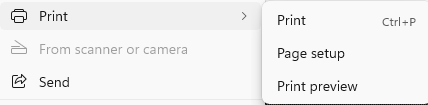 Print
From scanner or camera
Send
Print Ctrl+P
Page setup
Print preview